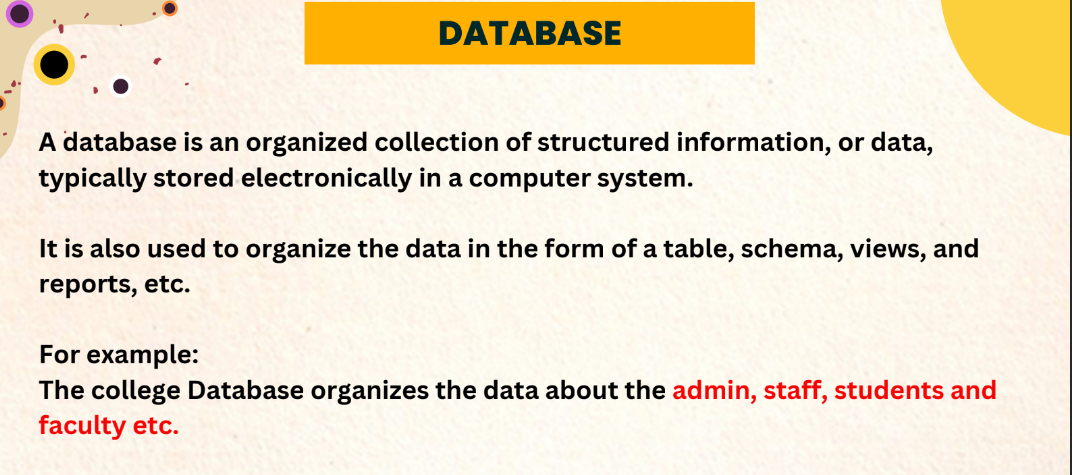 DATABASE
A database is an organized collection of structured information, or data,
typically stored electronically in a computer system.
It is also used to organize the data in the form of a table, schema, views, and
reports, etc.
For example:
The college Database organizes the data about the admin, staff, students and
faculty etc.